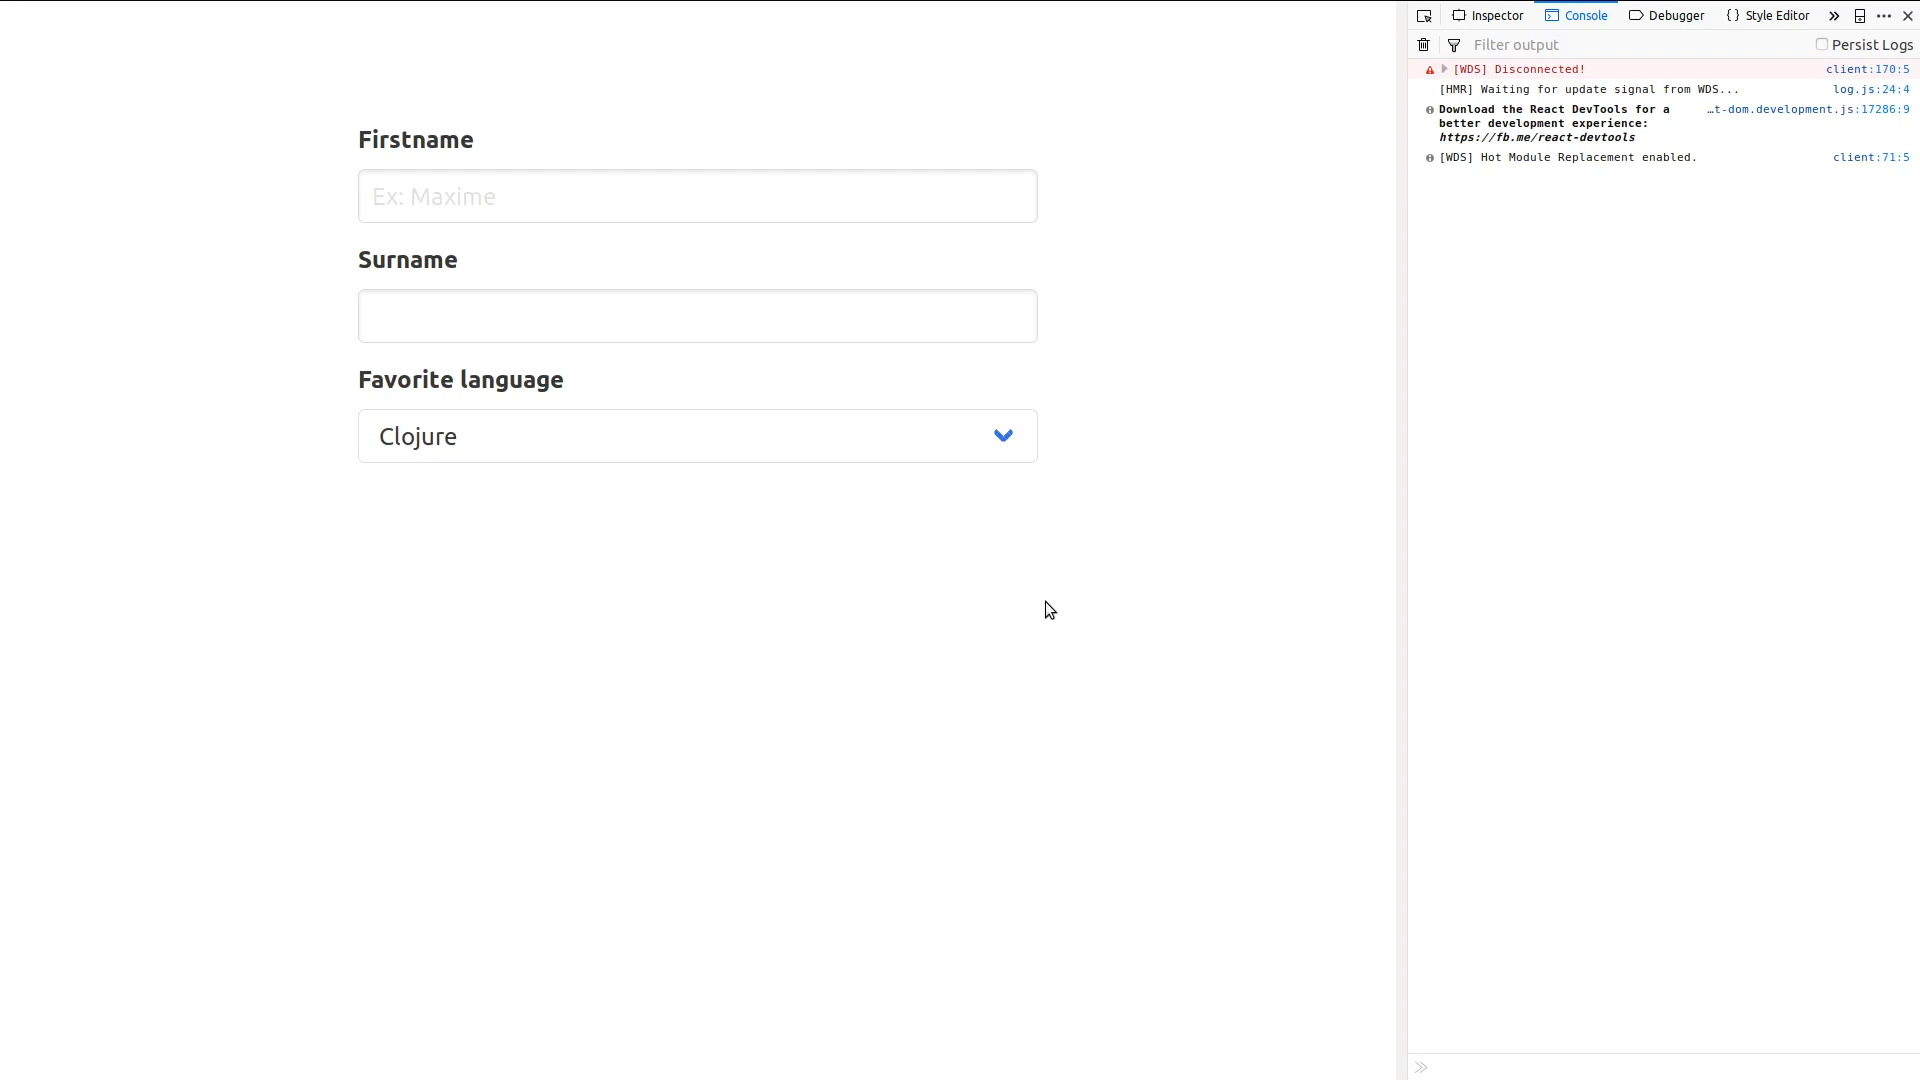 Firstname
Ex: Maxime
Surname
Favorite language
Clojure
Inspector Console Debugger { } Style Editor
Filter output Persist Logs
[WDS] Disconnected! client:170:5
[HMR] Waiting for update signal from WDS... log.js:24:4
Download the React DevTools for a …t-dom.development.js:17286:9
better development experience:
https://fb.me/react-devtools
[WDS] Hot Module Replacement enabled. client:71:5